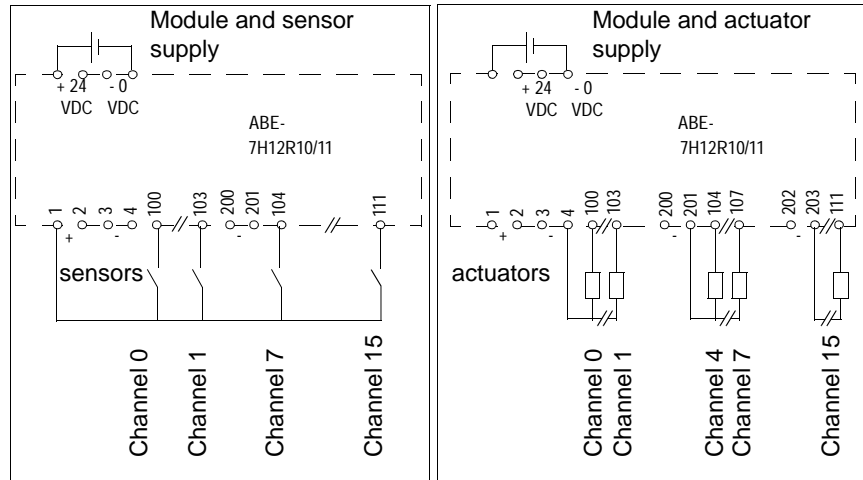 Module and sensor
supply
+ 24 - 0
VDC VDC
ABE-
7H12R10/11
1 2 3 4 100 103 200 201 104 111
+ - -
sensors
Channel 0
Channel 1
Channel 7
Channel 15
Module and actuator
supply
+ 24 - 0
VDC VDC
ABE-
7H12R10/11
1 2 3 4 100 103 200 201 104 107 202 203 111
+ - - -
actuators
Channel 0
Channel 1
Channel 4
Channel 7
Channel 15